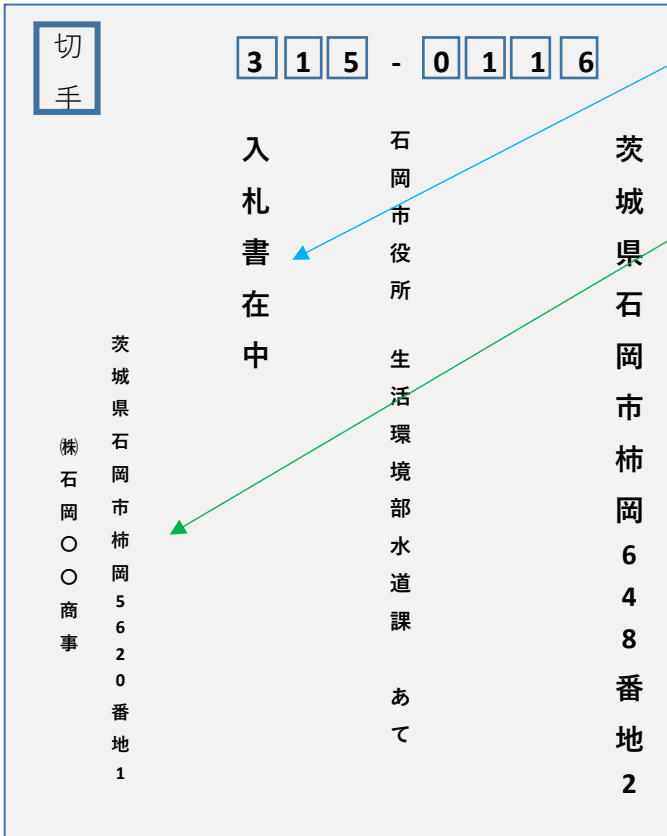 切手
315-0116
茨城県石岡市柿岡648番地2
石岡市役所　生活環境部水道課　あて
入札書在中
茨城県石岡市柿岡5620番地1
㈱石岡〇〇商事